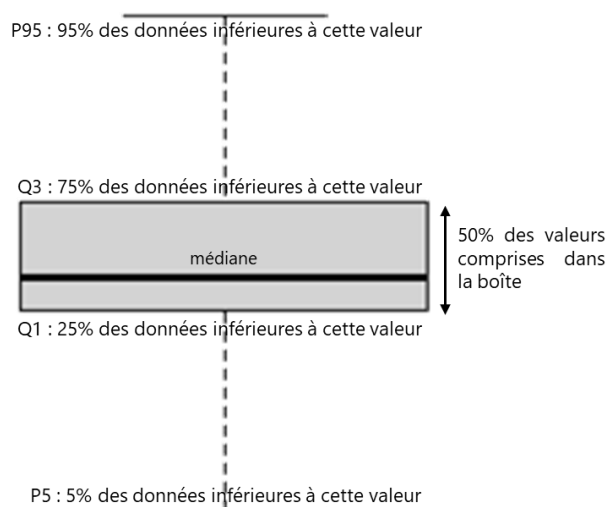 P95 : 95% des données inférieures à cette valeur
Q3 : 75% des données inférieures à cette valeur
50% des valeurs
comprises dans
la boîte
médiane
Q1 : 25% des données inférieures à cette valeur
P5 : 5% des données inférieures à cette valeur